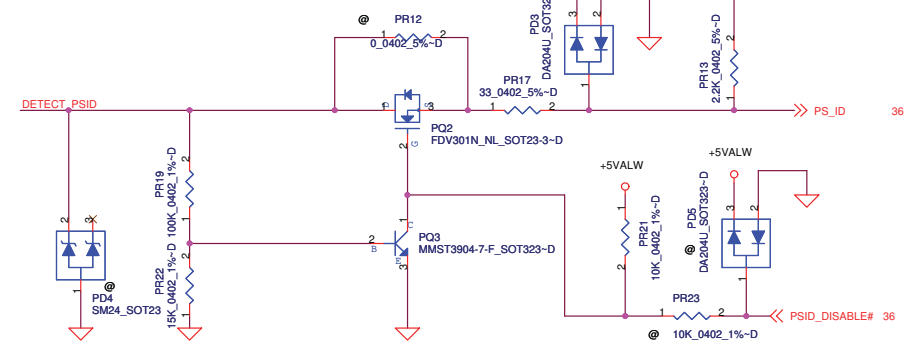 @ PR12
1 2
0_0402_5%~D
PD3
DA204U_SOT32
3 2
1
PR13
2.2K_0402_5%~D
2
1
DETECT_PSID
D
1
S
3
PR17
33_0402_5%~D
1 2
PS_ID 36
PQ2
FDV301N_NL_SOT23-3~D
G
2
PR19
100K_0402_1%~D
2
1
+5VALW
+5VALW
PR21
10K_0402_1%~D
1
2
@
PD5
DA204U_SOT323~D
3 2
1
2 3
1
@
PD4
SM24_SOT23
PR22
15K_0402_1%~D
2
1
2
B
1
C
E
3
PQ3
MMST3904-7-F_SOT323~D
PR23
1 2
@ 10K_0402_1%~D
PSID_DISABLE# 36